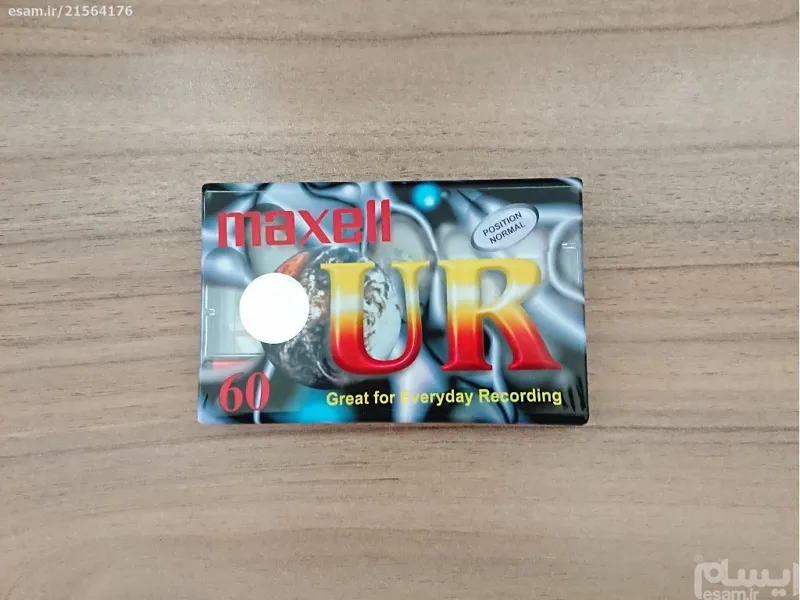 esam.ir/21564176
maxell
POSITION
NORMAL
UR
60
Great for Everyday Recording
ایسام
esam.ir